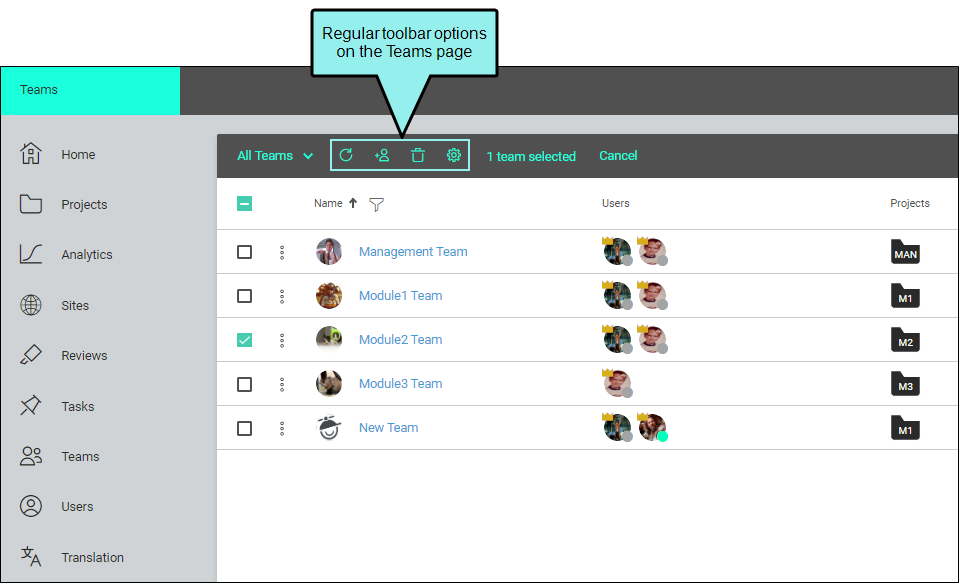 Regular toolbar options
on the Teams page
Teams
Home
Projects
Analytics
Sites
Reviews
Tasks
Teams
Users
Translation
All Teams
1 team selected
Cancel
Name
Users
Projects
Management Team
MAN
Module1 Team
M1
Module2 Team
M2
Module3 Team
M3
New Team
M1